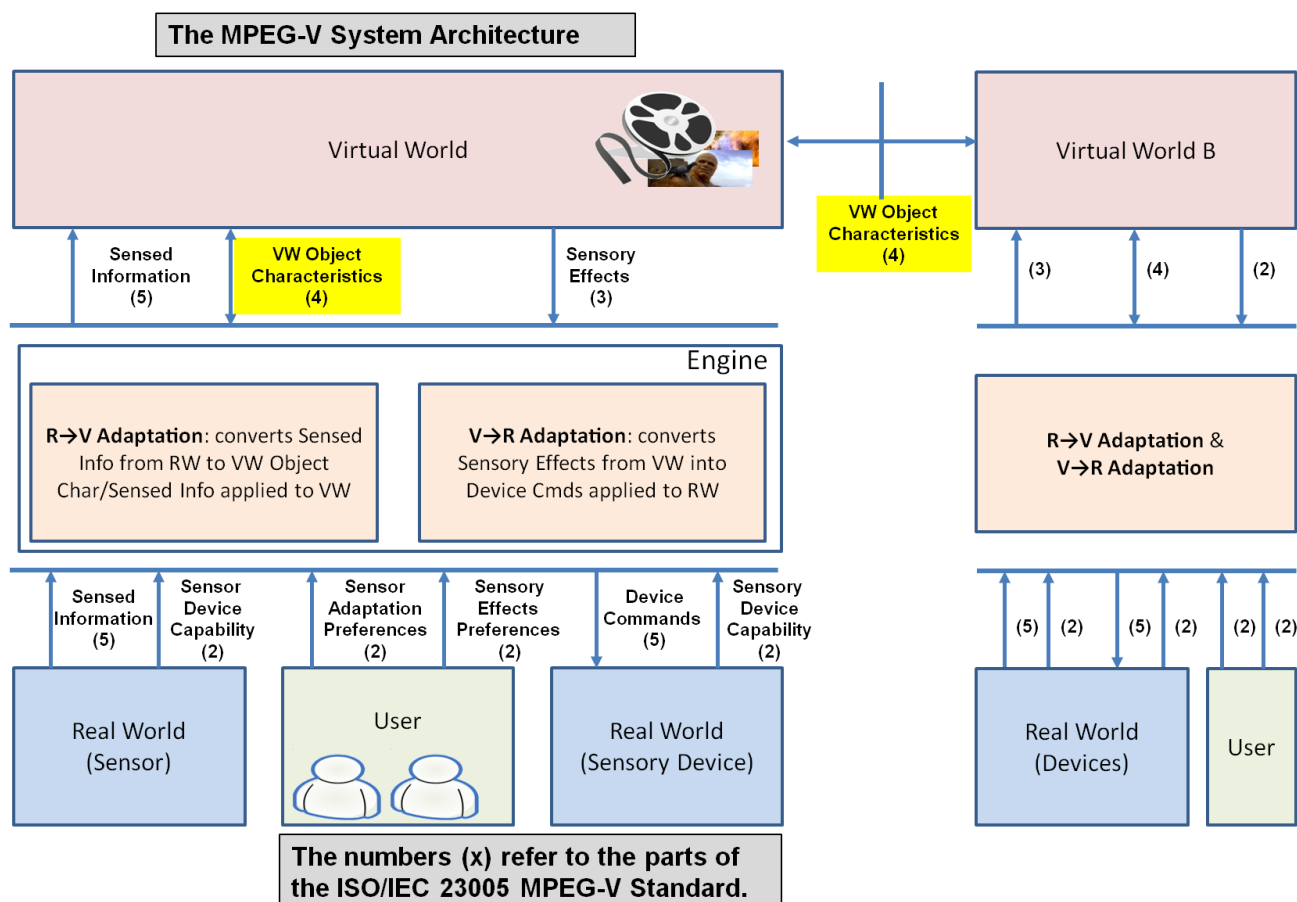 The MPEG-V System Architecture
Virtual World
Virtual World B
VW Object
Characteristics
(4)
Sensed
Information
(5)
VW Object
Characteristics
(4)
Sensory
Effects
(3)
(3)
(4)
(2)
Engine
R→V Adaptation: converts Sensed
Info from RW to VW Object
Char/Sensed Info applied to VW
V→R Adaptation: converts
Sensory Effects from VW into
Device Cmds applied to RW
R→V Adaptation &
V→R Adaptation
Sensed
Information
(5)
Sensor
Device
Capability
(2)
Sensor
Adaptation
Preferences
(2)
Sensory
Effects
Preferences
(2)
Device
Commands
(5)
Sensory
Device
Capability
(2)
(5)
(2)
(5)
(2)
(2)
(2)
Real World
(Sensor)
User
Real World
(Sensory Device)
Real World
(Devices)
User
The numbers (x) refer to the parts of
the ISO/IEC 23005 MPEG-V Standard.